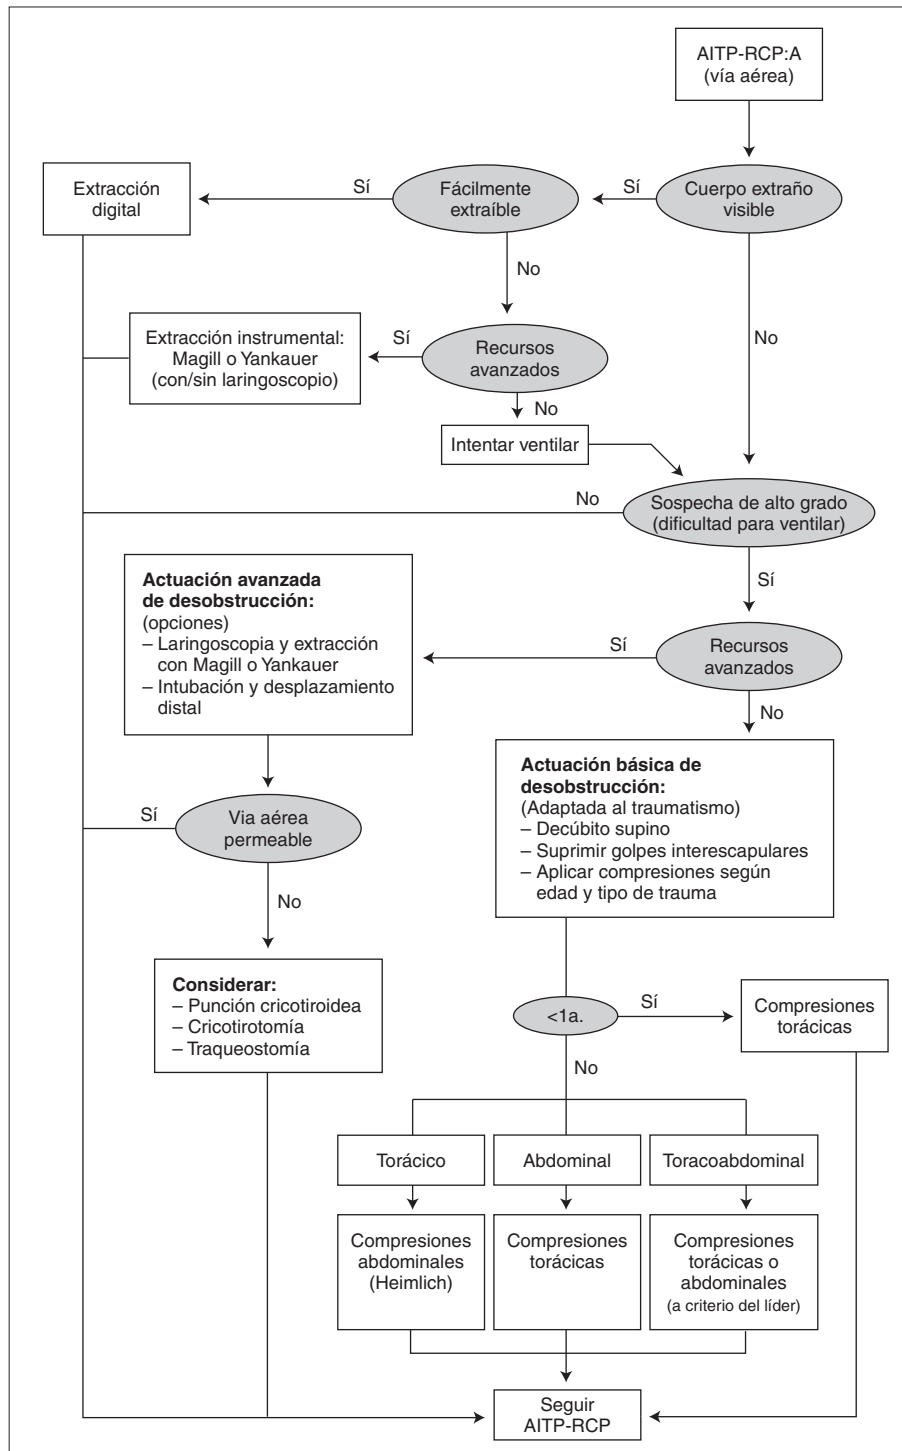 AITP-RCP:A
(vía aérea)
Cuerpo extraño
visible
Sí
Fácilmente
extraíble
Sí
Extracción
digital
No
No
Recursos
avanzados
Sí
Extracción instrumental:
Magill o Yankauer
(con/sin laringoscopio)
No
Intentar ventilar
Sospecha de alto grado
(dificultad para ventilar)
No
Sí
Recursos
avanzados
Sí
Actuación avanzada
de desobstrucción:
(opciones)
– Laringoscopia y extracción
con Magill o Yankauer
– Intubación y desplazamiento
distal
No
Actuación básica de
desobstrucción:
(Adaptada al traumatismo)
– Decúbito supino
– Suprimir golpes interescapulares
– Aplicar compresiones según
edad y tipo de trauma
Via aérea
permeable
Sí
No
Considerar:
– Punción cricotiroidea
– Cricotirotomía
– Traqueostomía
<1a.
Sí
Compresiones
torácicas
No
Torácico
Abdominal
Toracoabdominal
Compresiones
abdominales
(Heimlich)
Compresiones
torácicas
Compresiones
torácicas o
abdominales
(a criterio del líder)
Seguir
AITP-RCP